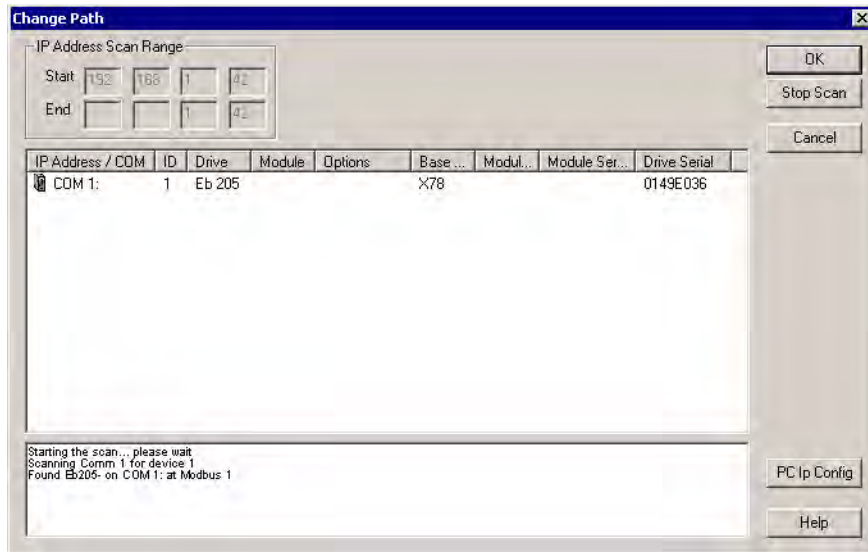 Change Path
IP Address Scan Range
Start 192 168 1 42
End 1 42
OK
Stop Scan
Cancel
IP Address / COM ID Drive Module Options Base ... Modul... Module Ser... Drive Serial
COM 1: 1 Eb 205 X78 0149E036
Starting the scan... please wait
Scanning Comm 1 for device 1
Found Eb205- on COM 1: at Modbus 1
PC Ip Config
Help